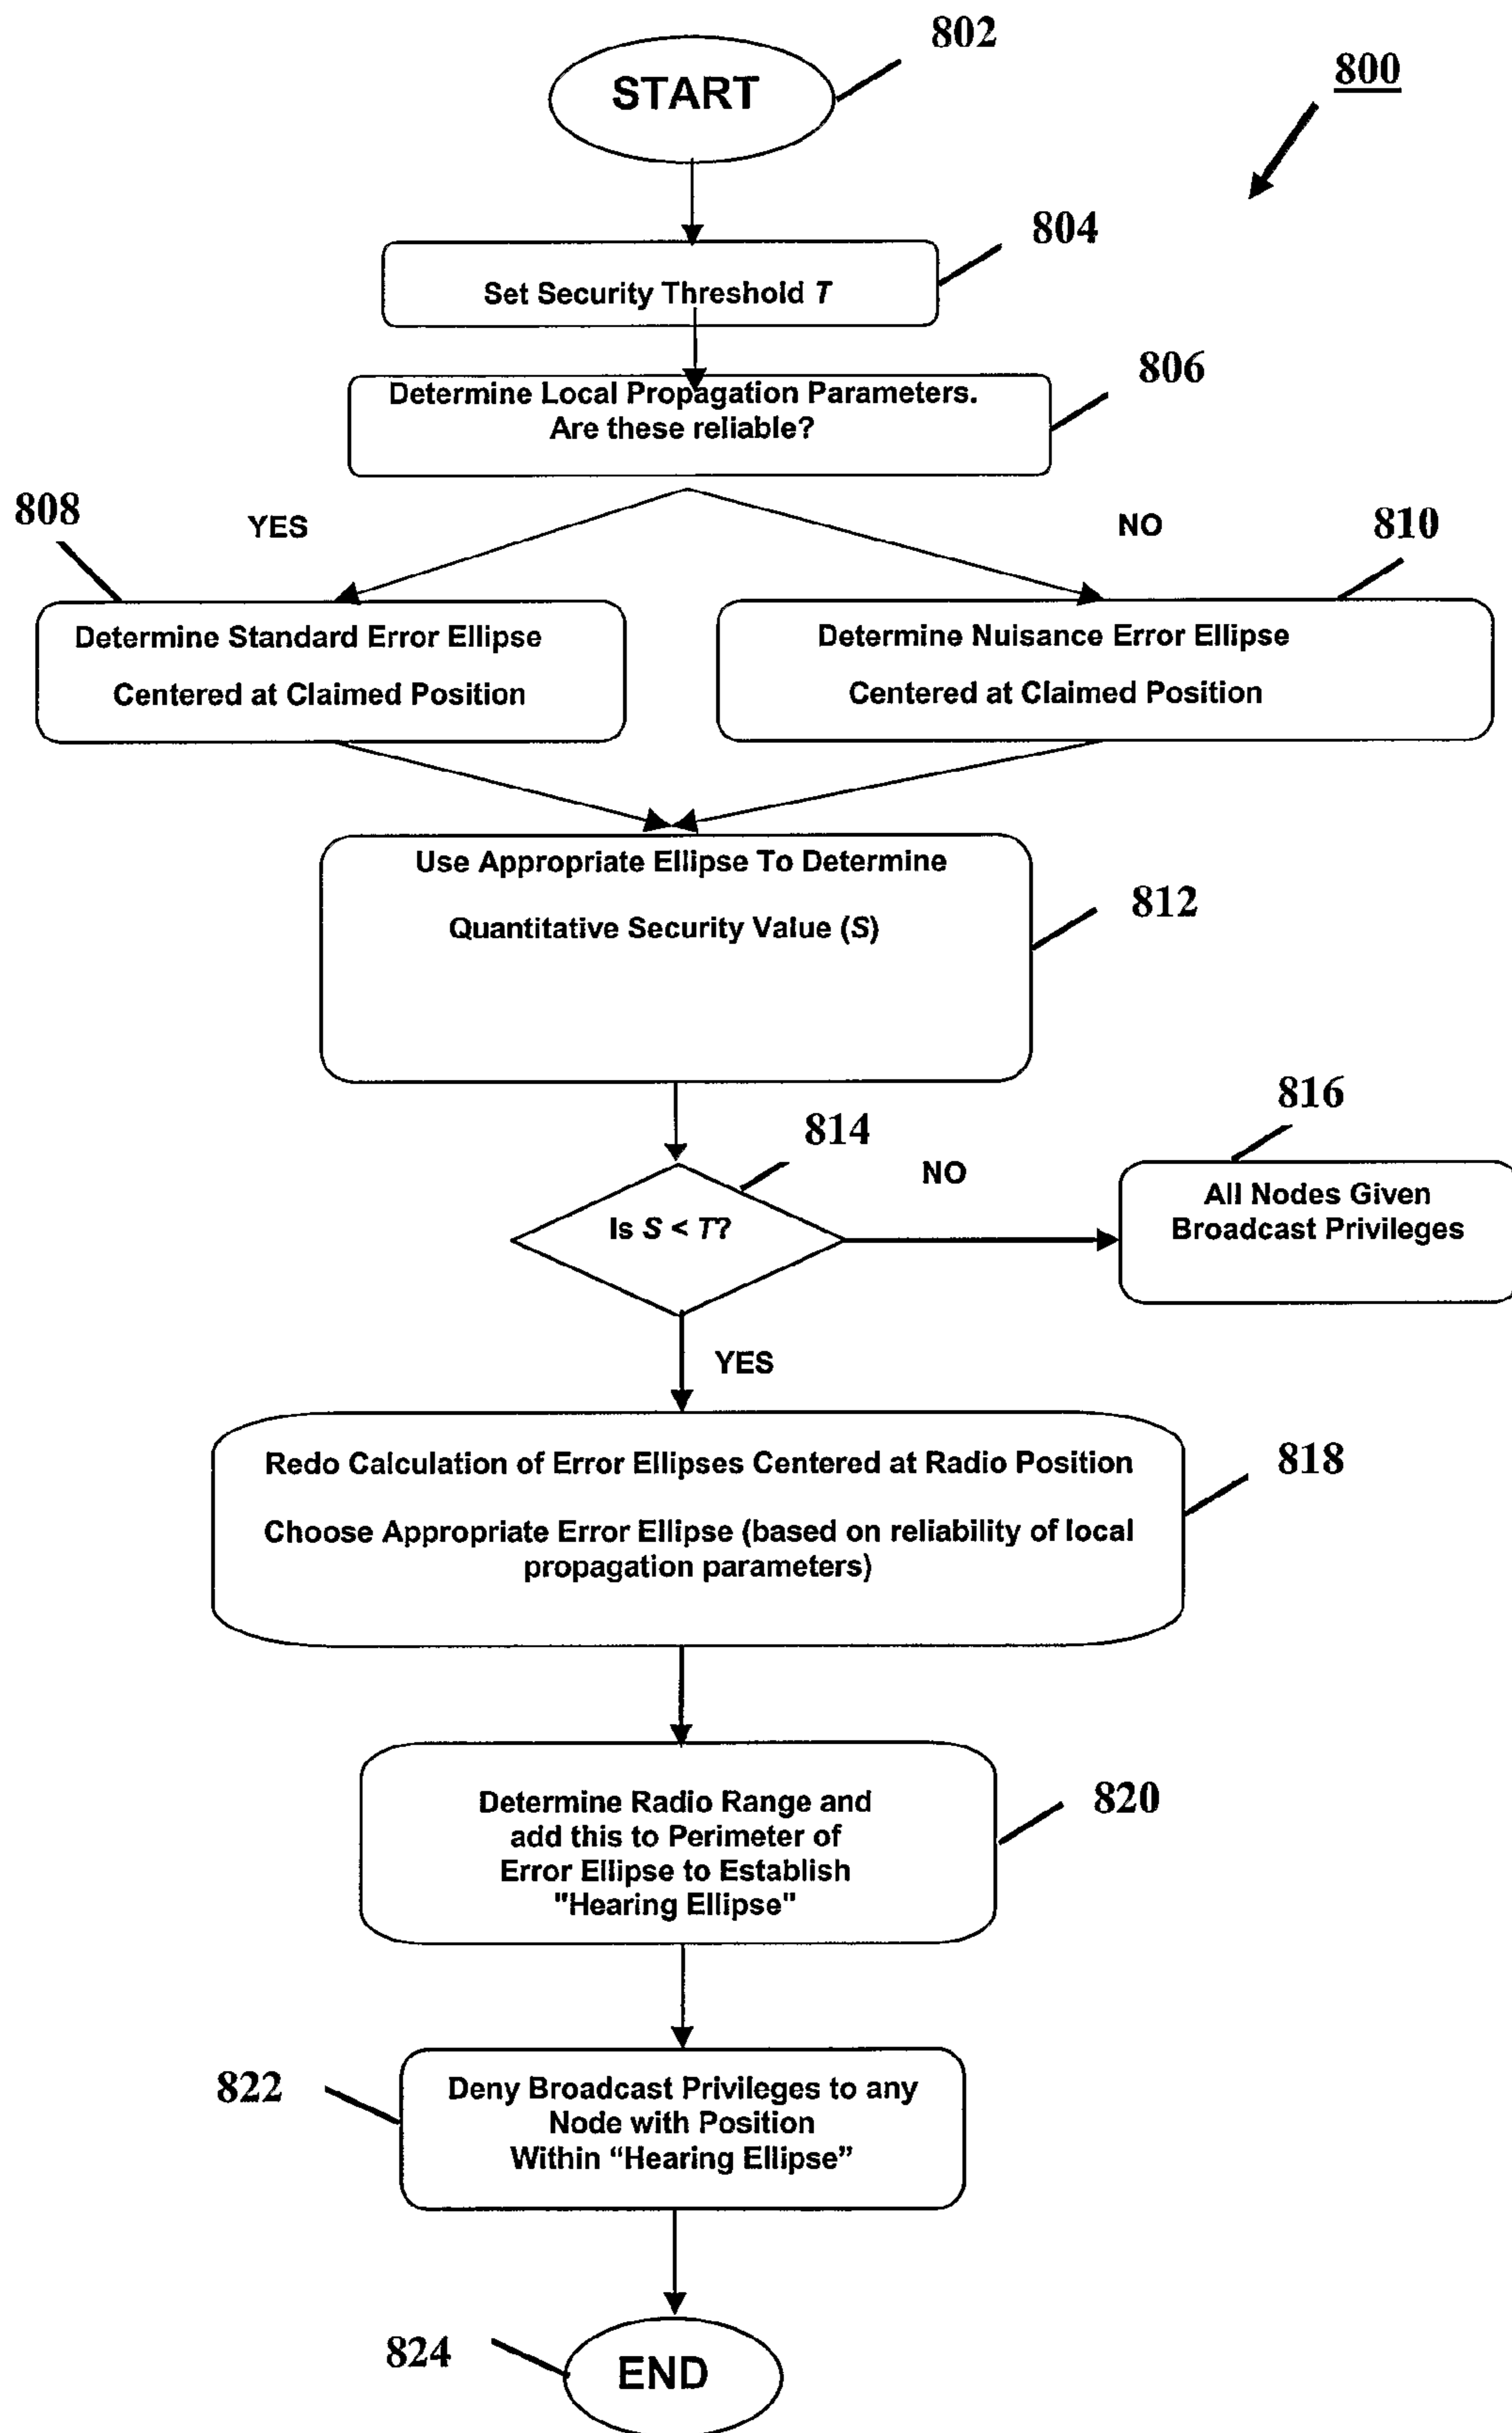 802
START
800
804
Set Security Threshold T
806
Determine Local Propagation Parameters.
Are these reliable?
808
YES
NO
810
Determine Standard Error Ellipse
Centered at Claimed Position
Determine Nuisance Error Ellipse
Centered at Claimed Position
Use Appropriate Ellipse To Determine
Quantitative Security Value (S)
812
814
Is S < T?
NO
816
All Nodes Given
Broadcast Privileges
YES
Redo Calculation of Error Ellipses Centered at Radio Position
Choose Appropriate Error Ellipse (based on reliability of local
propagation parameters)
818
Determine Radio Range and
add this to Perimeter of
Error Ellipse to Establish
"Hearing Ellipse"
820
822
Deny Broadcast Privileges to any
Node with Position
Within “Hearing Ellipse”
824
END